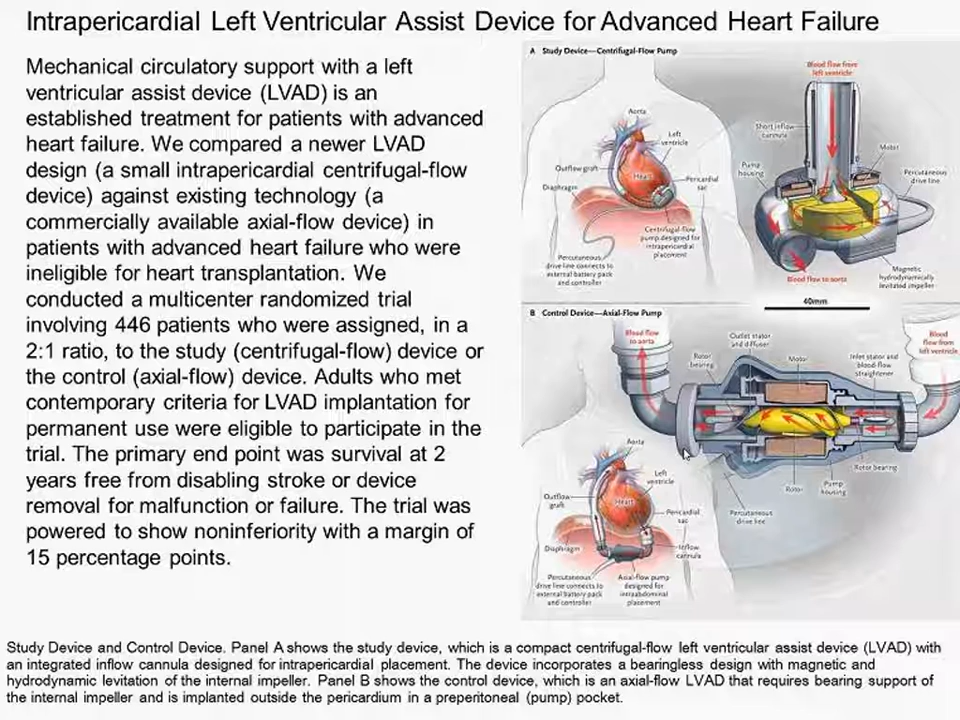 Intrapericardial Left Ventricular Assist Device for Advanced Heart Failure
Mechanical circulatory support with a left
ventricular assist device (LVAD) is an
established treatment for patients with advanced
heart failure. We compared a newer LVAD
design (a small intrapericardial centrifugal-flow
device) against existing technology (a
commercially available axial-flow device) in
patients with advanced heart failure who were
ineligible for heart transplantation. We
conducted a multicenter randomized trial
involving 446 patients who were assigned, in a
2:1 ratio, to the study (centrifugal-flow) device or
the control (axial-flow) device. Adults who met
contemporary criteria for LVAD implantation for
permanent use were eligible to participate in the
trial. The primary end point was survival at 2
years free from disabling stroke or device
removal for malfunction or failure. The trial was
powered to show noninferiority with a margin of
15 percentage points.
A Study Device—Centrifugal-Flow Pump
Blood flow from
left ventricle
Aorta
Left
ventricle
Short inflow
cannula
Motor
Outflow graft
Heart
Pump
housing
Percutaneous
drive line
Diaphragm
Pericardial
sac
Centrifugal-flow
pump designed for
intrapericardial
placement
Percutaneous
drive line connects to
external battery pack
and controller
Blood flow to aorta
Magnetic
hydrodynamically
levitated impeller
40mm
B Control Device—Axial-Flow Pump
Blood flow
to aorta
Outlet stator
and diffuser
Rotor
bearing
Motor
Inlet stator and
blood-flow
straightener
Blood
flow from
left ventricle
Aorta
Left
ventricle
Rotor bearing
Rotor
Pump
housing
Outflow
graft
Heart
Pericardial
sac
Percutaneous
drive line
Diaphragm
Inflow
cannula
Percutaneous
drive line connects to
external battery pack
and controller
Axial-flow pump
designed for
intraabdominal
placement
Study Device and Control Device. Panel A shows the study device, which is a compact centrifugal-flow left ventricular assist device (LVAD) with
an integrated inflow cannula designed for intrapericardial placement. The device incorporates a bearingless design with magnetic and
hydrodynamic levitation of the internal impeller. Panel B shows the control device, which is an axial-flow LVAD that requires bearing support of
the internal impeller and is implanted outside the pericardium in a preperitoneal (pump) pocket.